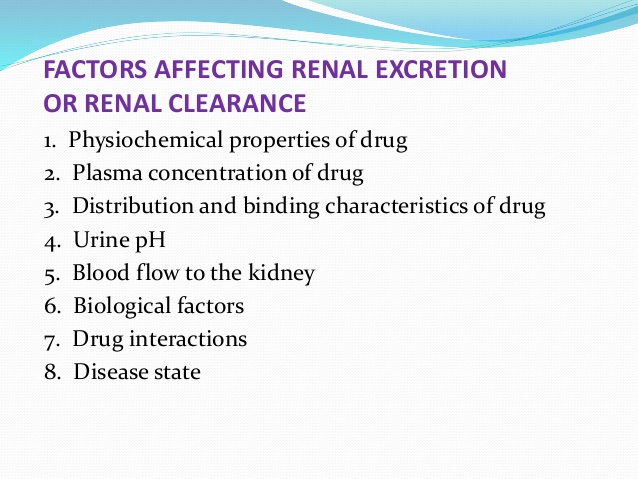 FACTORS AFFECTING RENAL EXCRETION
OR RENAL CLEARANCE
1. Physiochemical properties of drug
2. Plasma concentration of drug
3. Distribution and binding characteristics of drug
4. Urine pH
5. Blood flow to the kidney
6. Biological factors
7. Drug interactions
8. Disease state